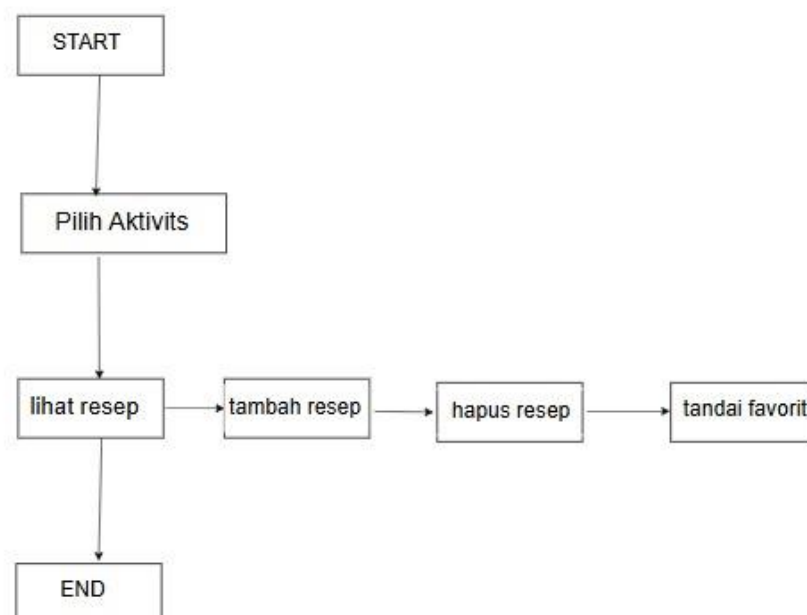 START
Pilih Aktivits
lihat resep
tambah resep
hapus resep
tandai favorit
END